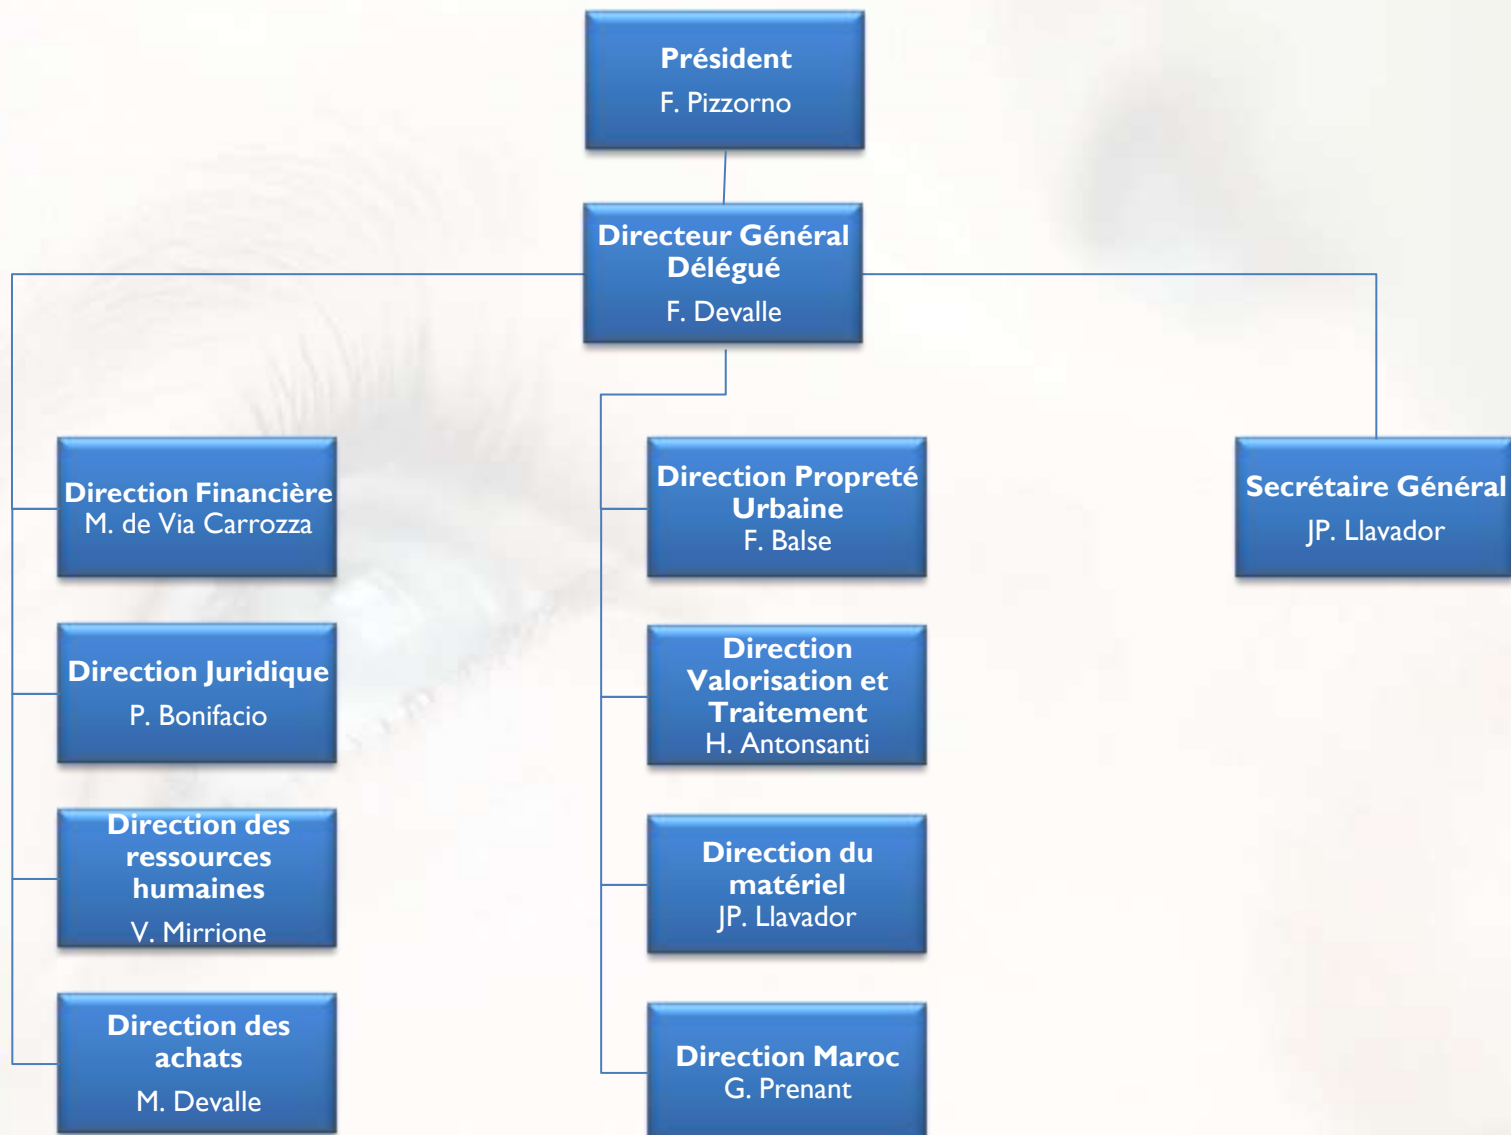 Président
F. Pizzorno
Directeur Général
Délégué
F. Devalle
Direction Financière
M. de Via Carrozza
Direction Juridique
P. Bonifacio
Direction des
ressources
humaines
V. Mirrione
Direction des
achats
M. Devalle
Direction Propreté
Urbaine
F. Balse
Direction
Valorisation et
Traitement
H. Antonsanti
Direction du
matériel
JP. Llavador
Direction Maroc
G. Prenant
Secrétaire Général
JP. Llavador